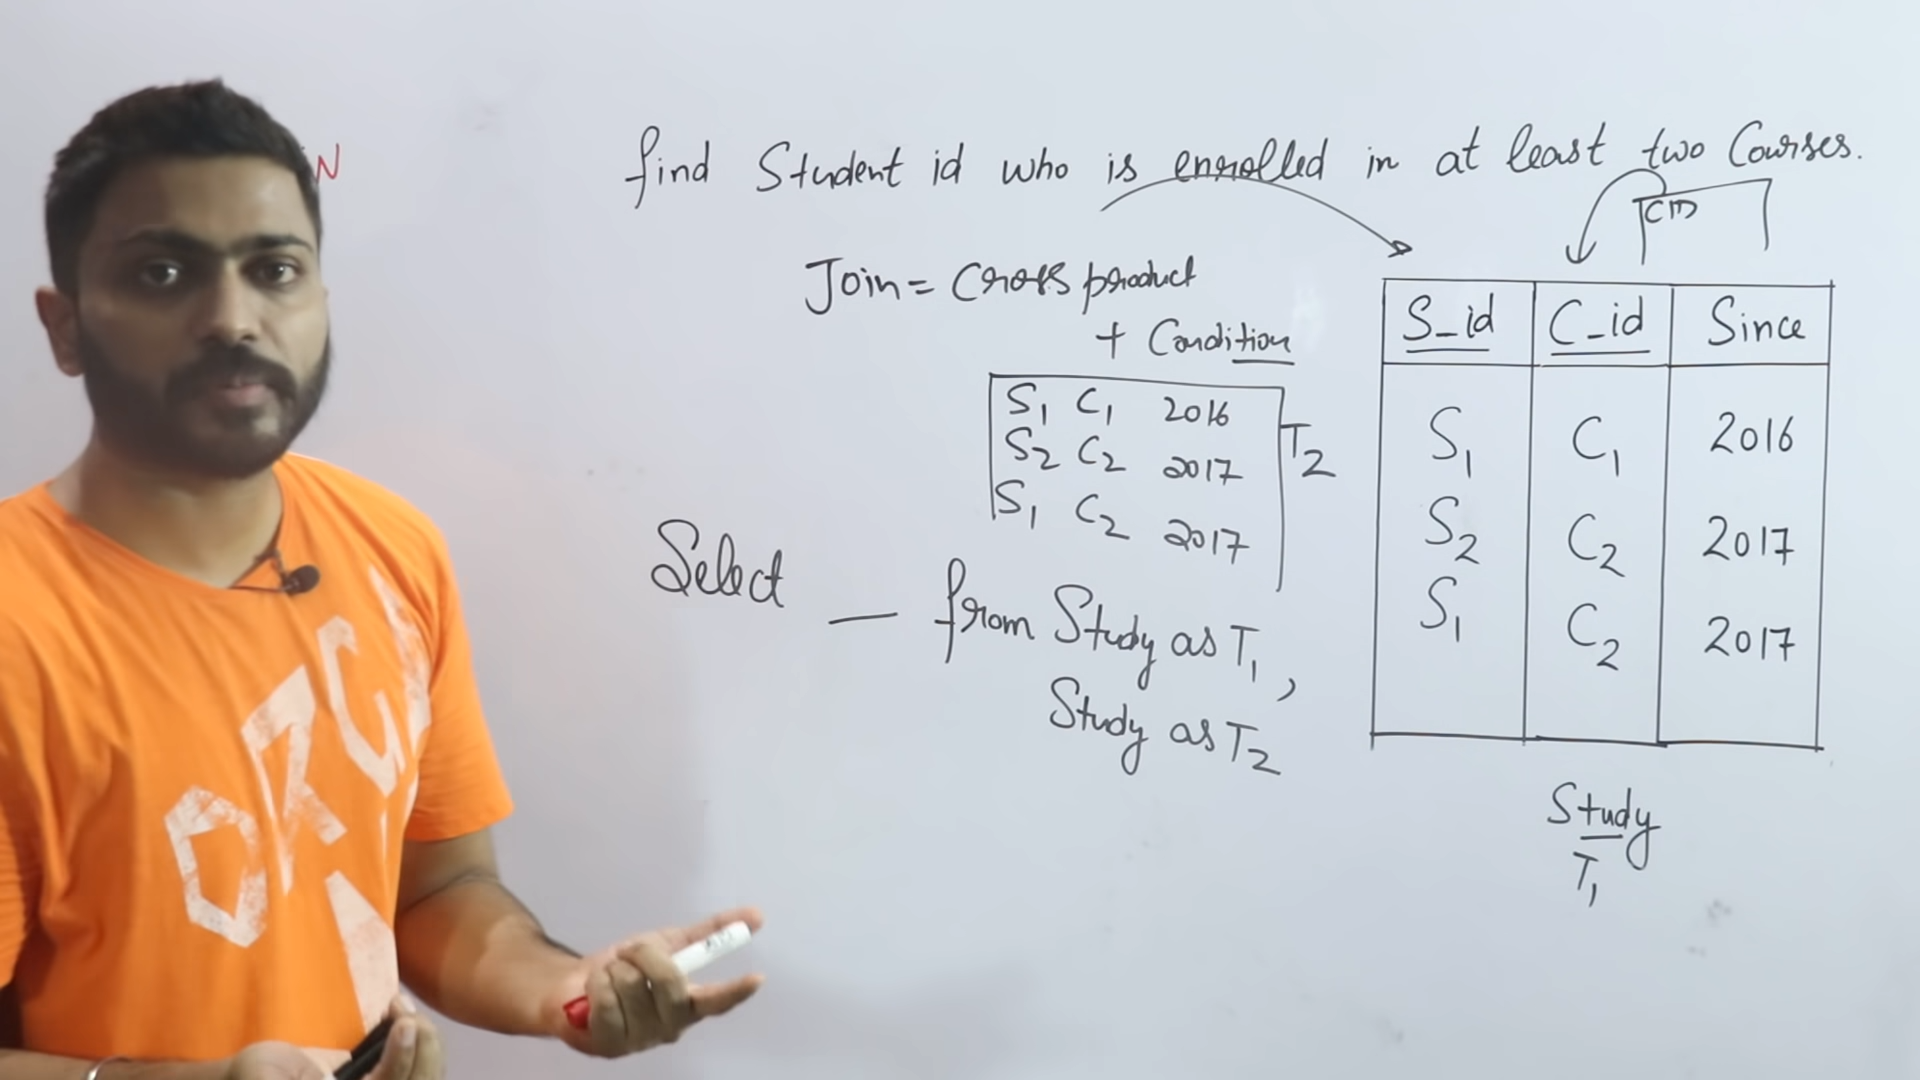 N
find Student id who is enrolled in at least two Courses.
Join = Cross product
+ Condition
S1 C1 2016
S2 C2 2017
S1 C2 2017
T2
Select — from Study as T1,
Study as T2
S_id C_id Since
S1 C1 2016
S2 C2 2017
S1 C2 2017
Study
T1